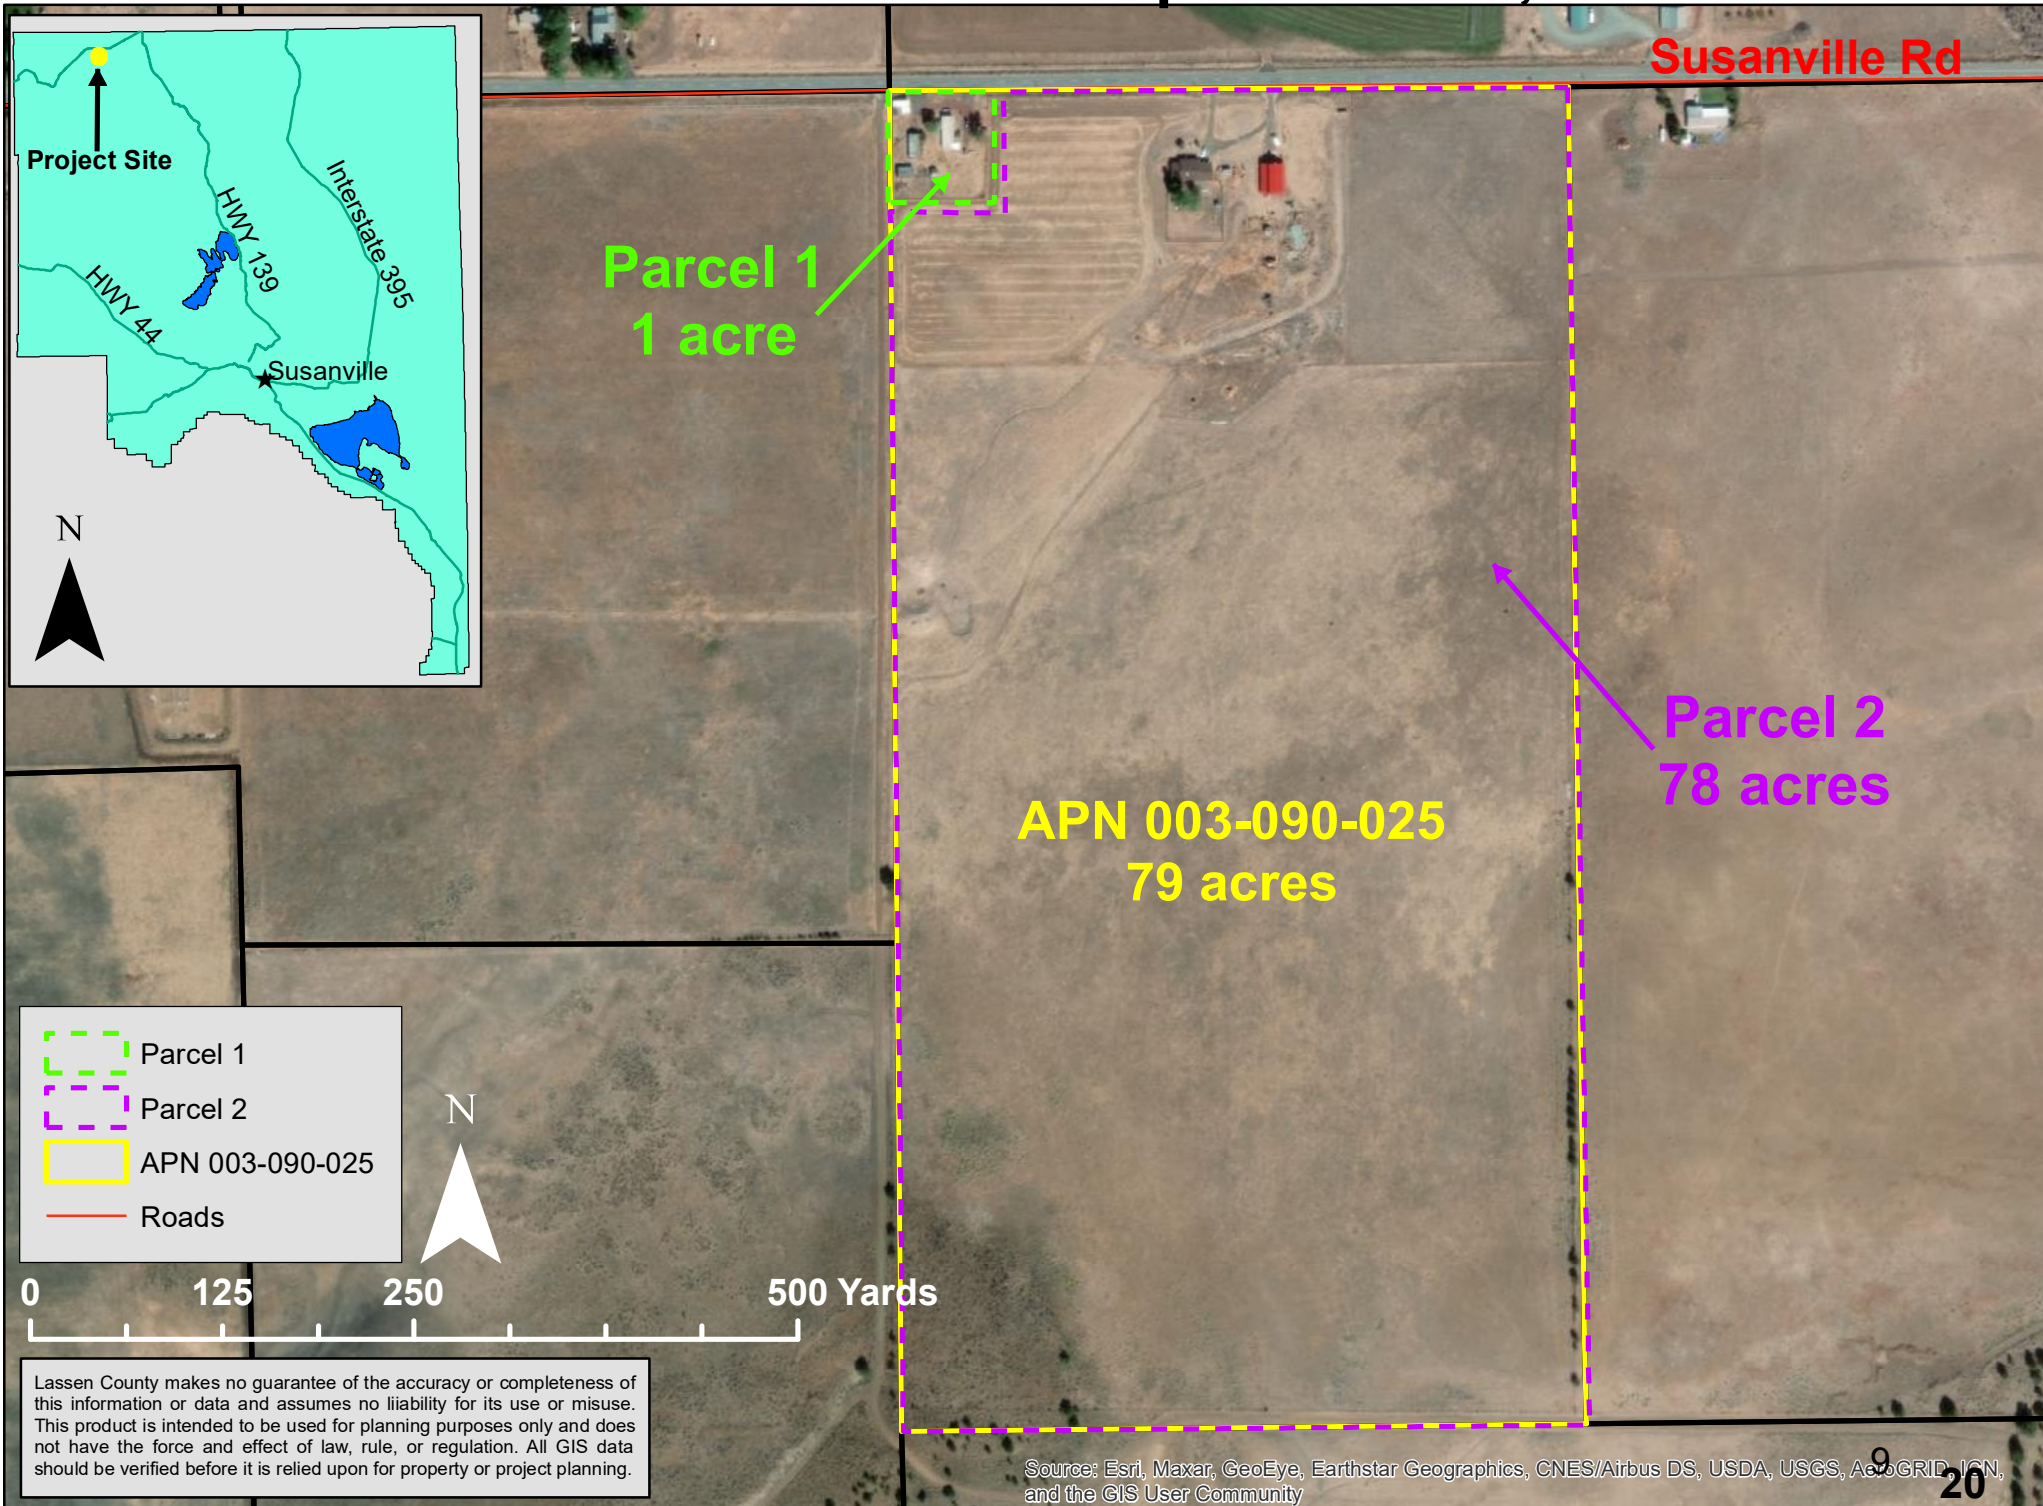 Susanville Rd
Project Site
HWY 139
Interstate 395
HWY 44
Susanville
N
Parcel 1
1 acre
Parcel 2
78 acres
APN 003-090-025
79 acres
Parcel 1
Parcel 2
APN 003-090-025
Roads
N
0 125 250 500 Yards
Lassen County makes no guarantee of the accuracy or completeness of
this information or data and assumes no liiability for its use or misuse.
This product is intended to be used for planning purposes only and does
not have the force and effect of law, rule, or regulation. All GIS data
should be verified before it is relied upon for property or project planning.
Source: Esri, Maxar, GeoEye, Earthstar Geographics, CNES/Airbus DS, USDA, USGS, AeroGRID, IGN,
and the GIS User Community
9
20